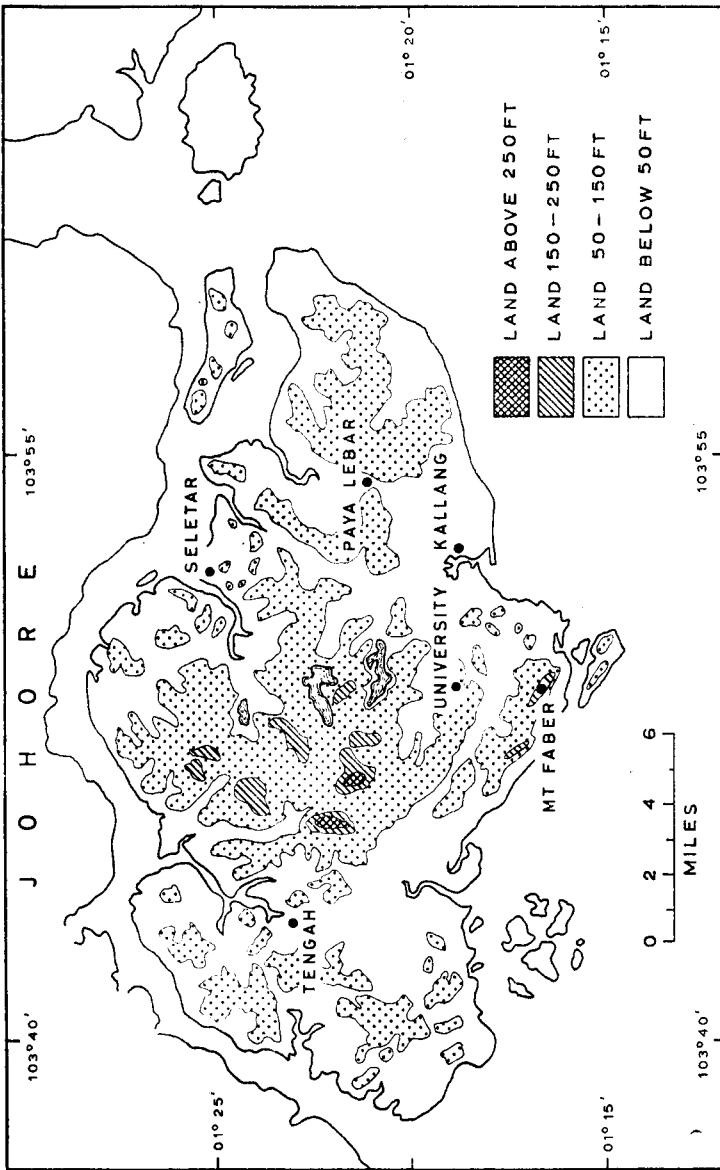 103°40'
103°55'
J O H O R E
01°25'
SELETAR
TENGAH
PAYA LEBAR
01°20'
UNIVERSITY
KALLANG
LAND ABOVE 250FT
MT FABER
LAND 150-250FT
LAND 50-150FT
LAND BELOW 50FT
01°15'
01°15'
0 2 4 6
MILES
103°40'
103°55